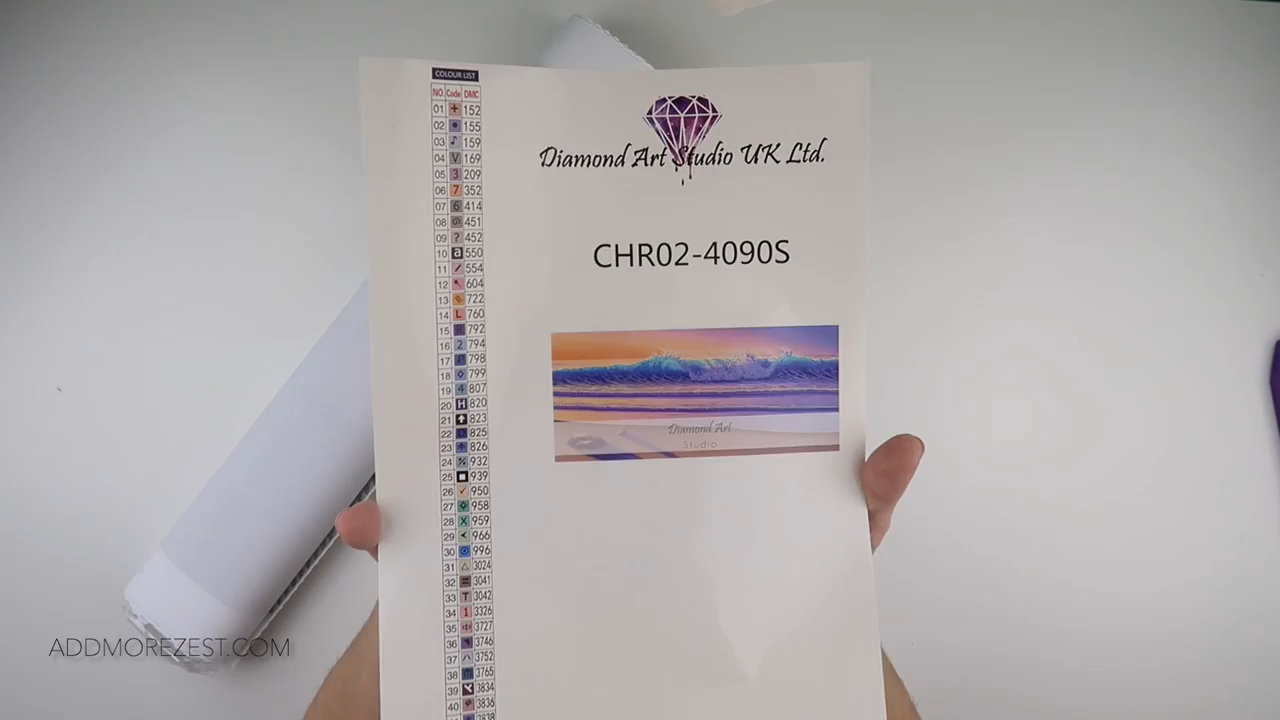 COLOUR LIST
NO. Code DMC
01 + 152
02 155
03 ♪ 159
04 V 169
05 3 209
06 7 352
07 6 414
08 451
09 ? 452
10 a 550
11 554
12 604
13 722
14 L 760
15 792
16 2 794
17 798
18 799
19 4 807
20 H 820
21 823
22 825
23 826
24 932
25 939
26 ✓ 950
27 958
28 X 959
29 966
30 996
31 △ 3024
32 = 3041
33 T 3042
34 1 3326
35 3727
36 3746
37 3752
38 m 3765
39 3834
40 3836
3838
Diamond Art Studio UK Ltd.
CHR02-4090S
Diamond Art
Studio
ADDMOREZEST.COM